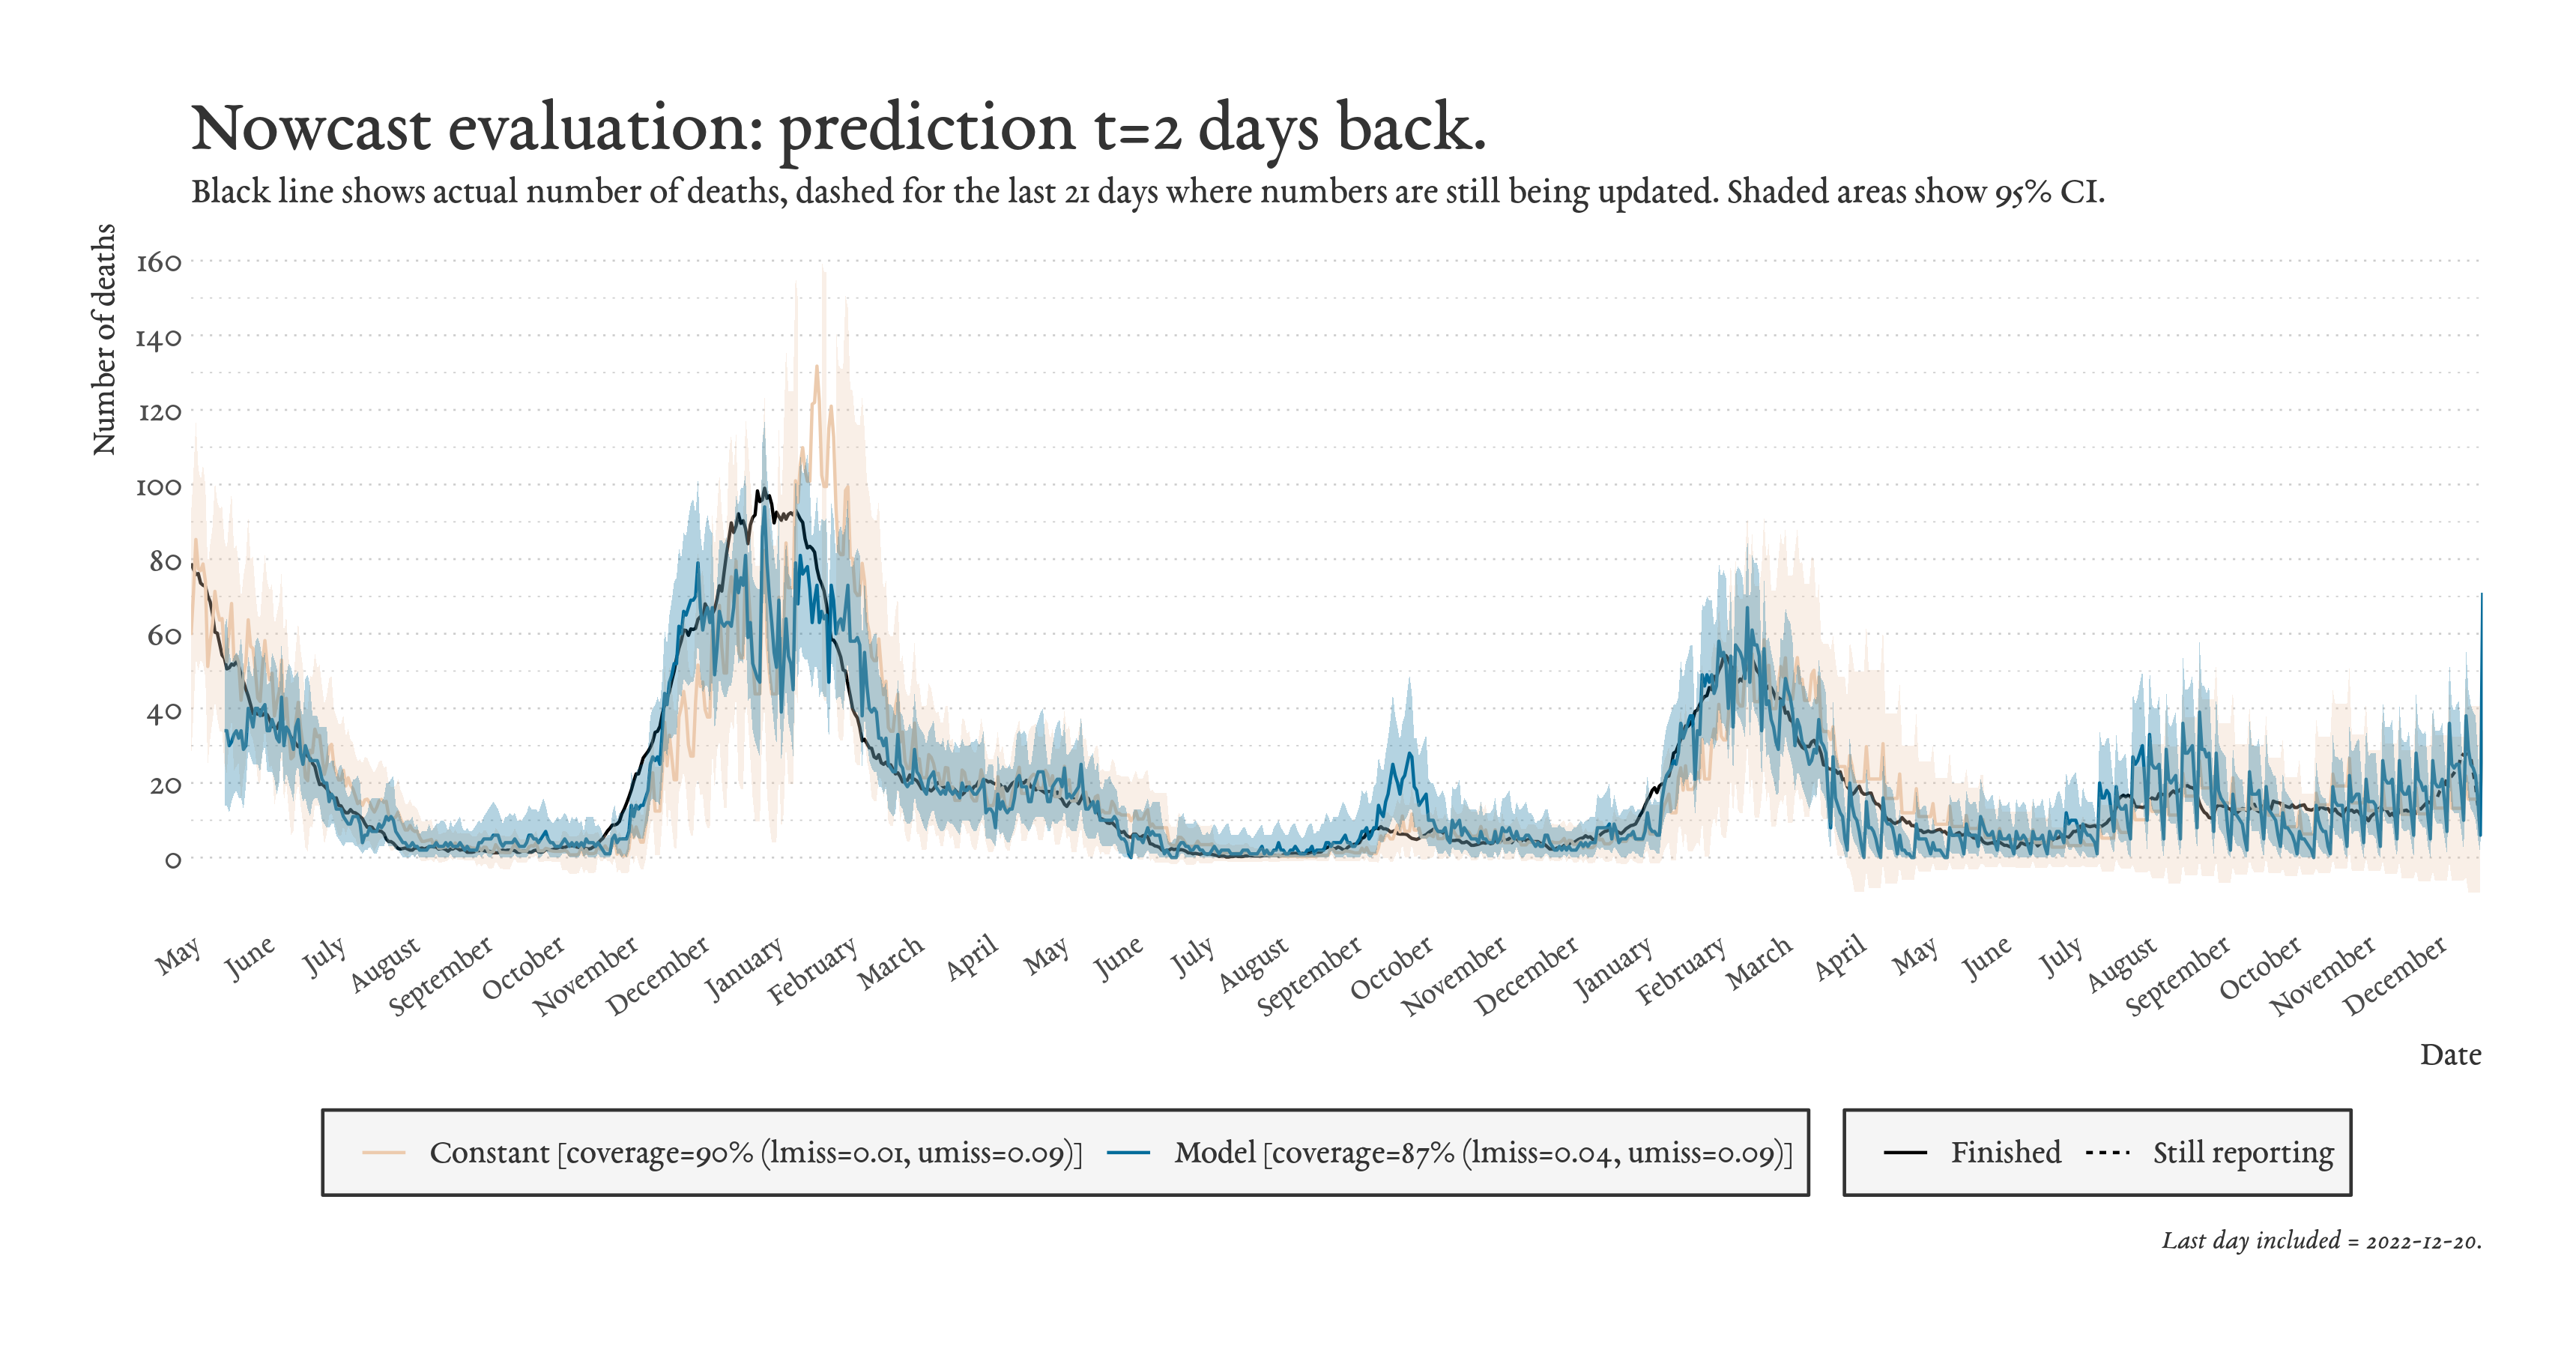 Nowcast evaluation: prediction t=2 days back.
Black line shows actual number of deaths, dashed for the last 21 days where numbers are still being updated. Shaded areas show 95% CI.
Number of deaths
160
140
120
100
80
60
40
20
0
May
June
July
August
September
October
November
December
January
February
March
April
May
June
July
August
September
October
November
December
January
February
March
April
May
June
July
August
September
October
November
December
Date
Constant [coverage=90% (lmiss=0.01, umiss=0.09)]
Model [coverage=87% (lmiss=0.04, umiss=0.09)]
Finished
Still reporting
Last day included = 2022-12-20.